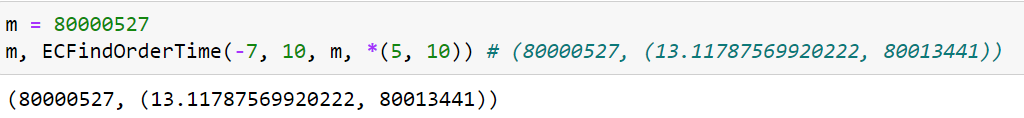 m = 80000527
m, ECFindOrderTime(-7, 10, m, *(5, 10)) # (80000527, (13.11787569920222, 80013441))
(80000527, (13.11787569920222, 80013441))